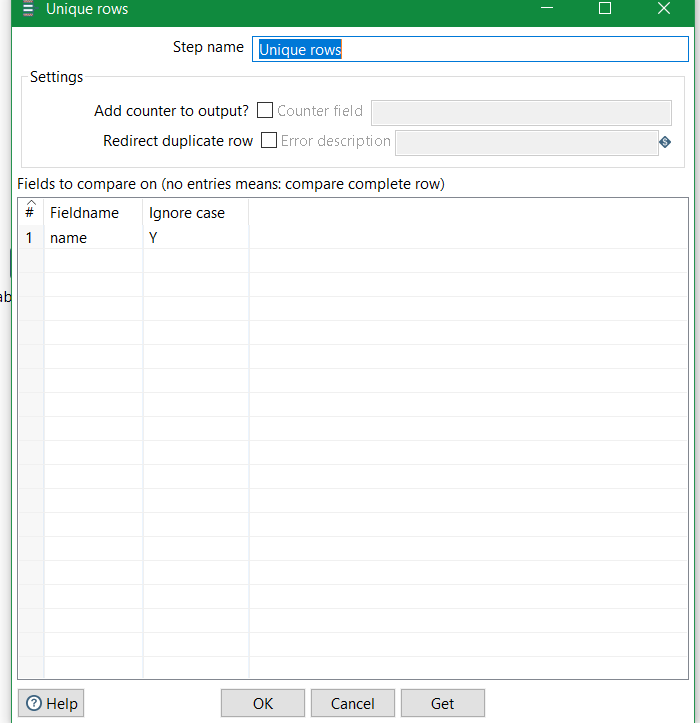 Unique rows
Step name Unique rows
Settings
Add counter to output? Counter field
Redirect duplicate row Error description
Fields to compare on (no entries means: compare complete row)
# Fieldname Ignore case
1 name Y
ab
Help OK Cancel Get